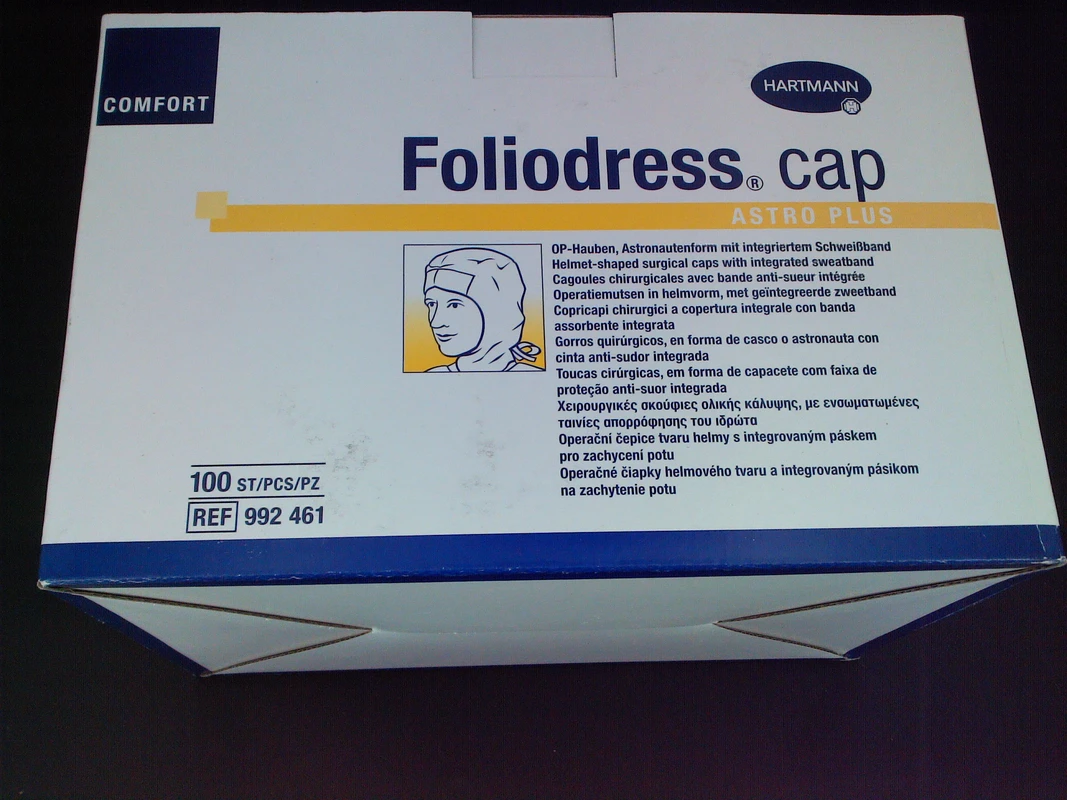 COMFORT
HARTMANN
Foliodress® cap
ASTRO PLUS
OP-Hauben, Astronautenform mit integriertem Schweißband
Helmet-shaped surgical caps with integrated sweatband
Cagoules chirurgicales avec bande anti-sueur intégrée
Operatiemutsen in helmvorm, met geïntegreerde zweetband
Copricapi chirurgici a copertura integrale con banda
assorbente integrata
Gorros quirúrgicos, en forma de casco o astronauta con
cinta anti-sudor integrada
Toucas cirúrgicas, em forma de capacete com faixa de
proteção anti-suor integrada
Χειρουργικές σκούφιες ολικής κάλυψης, με ενσωματωμένες
ταινίες απορρόφησης του ιδρώτα
Operační čepice tvaru helmy s integrovaným páskem
pro zachycení potu
Operačné čiapky helmového tvaru a integrovaným pásikom
na zachytenie potu
100 ST/PCS/PZ
REF 992 461